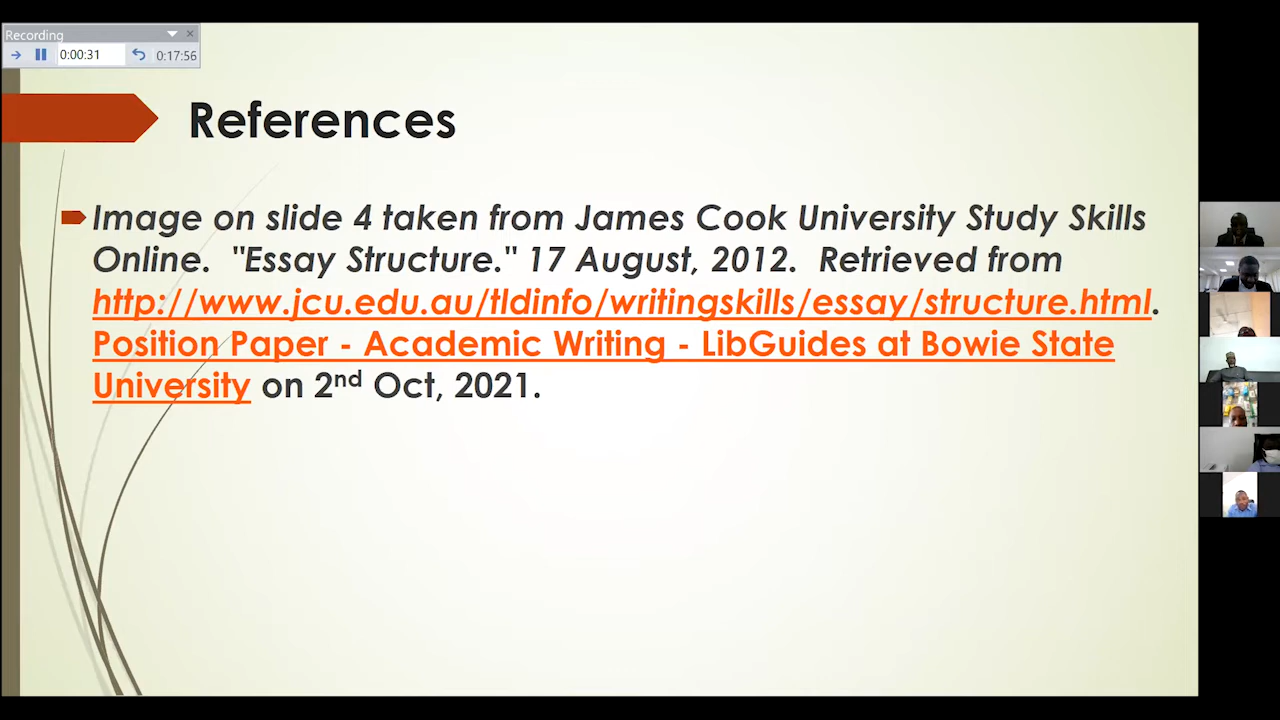 Recording
0:00:31
0:17:56
References
Image on slide 4 taken from James Cook University Study Skills
Online. "Essay Structure." 17 August, 2012. Retrieved from
http://www.jcu.edu.au/tldinfo/writingskills/essay/structure.html.
Position Paper - Academic Writing - LibGuides at Bowie State
University on 2nd Oct, 2021.